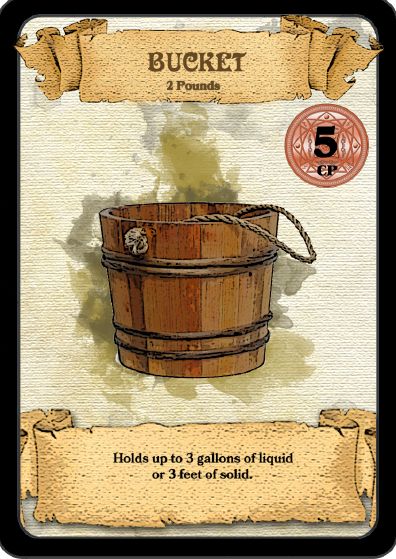 BUCKET
2 Pounds
5
CP
Holds up to 3 gallons of liquid
or 3 feet of solid.